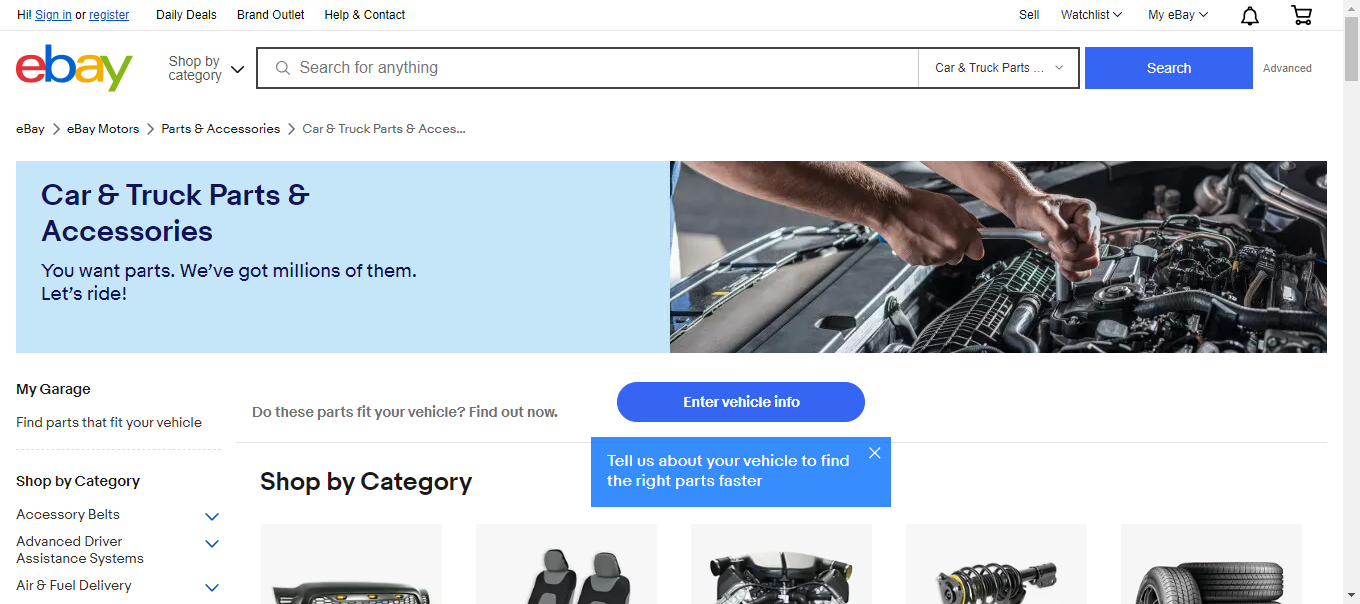 Hi! Sign in or register Daily Deals Brand Outlet Help & Contact Sell Watchlist My eBay
ebay Shop by category Search for anything Car & Truck Parts ... Search Advanced
eBay eBay Motors Parts & Accessories Car & Truck Parts & Acces...
Car & Truck Parts &
Accessories
You want parts. We've got millions of them.
Let's ride!
My Garage
Find parts that fit your vehicle
Do these parts fit your vehicle? Find out now. Enter vehicle info
Tell us about your vehicle to find
the right parts faster
Shop by Category
Shop by Category
Accessory Belts
Advanced Driver
Assistance Systems
Air & Fuel Delivery